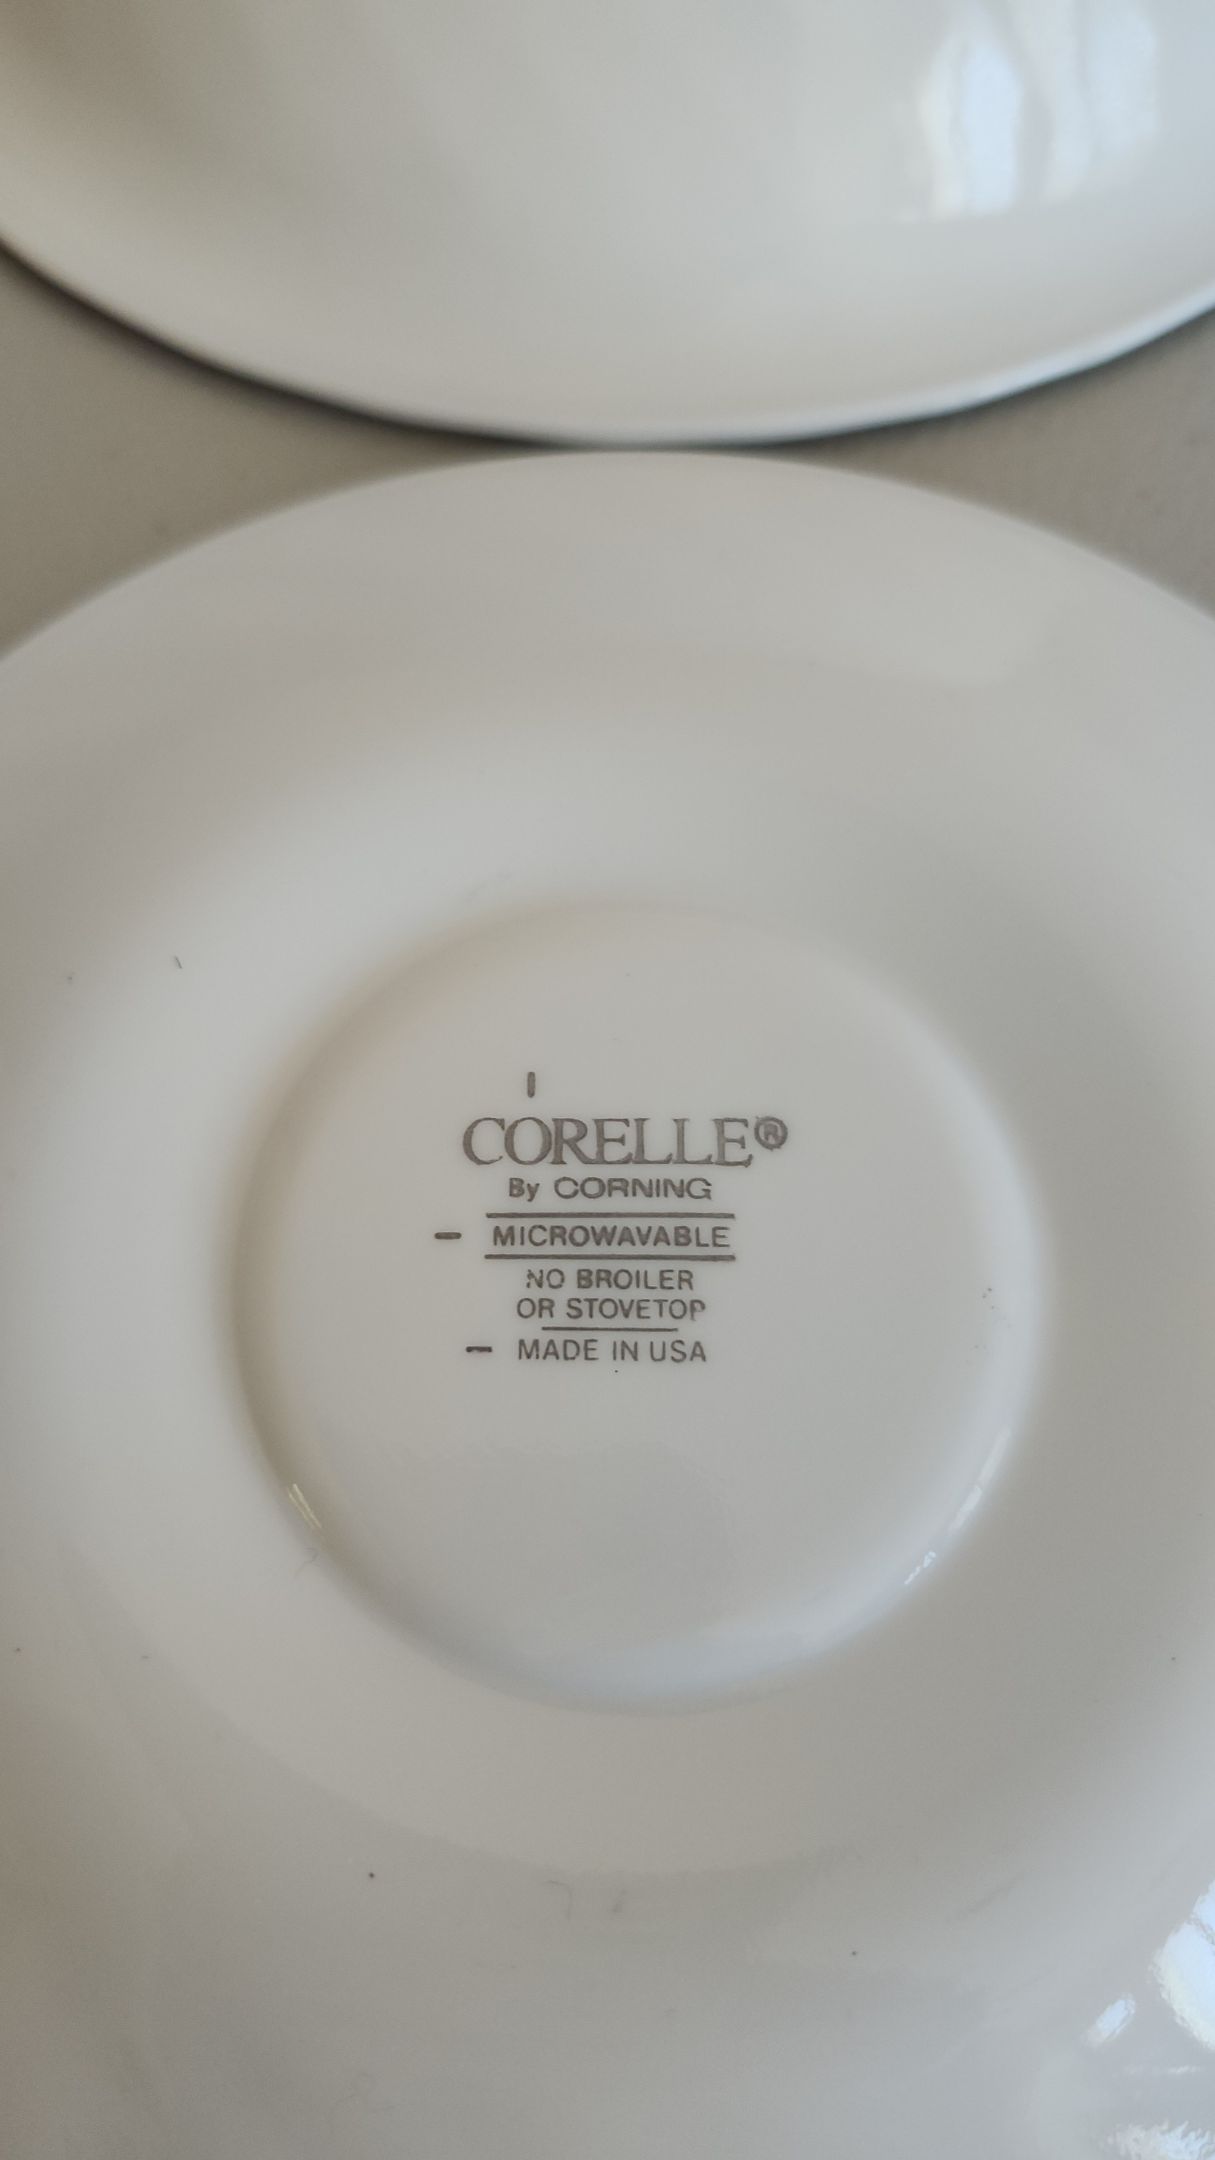 CORELLE®
By CORNING
MICROWAVABLE
NO BROILER
OR STOVETOP
MADE IN USA